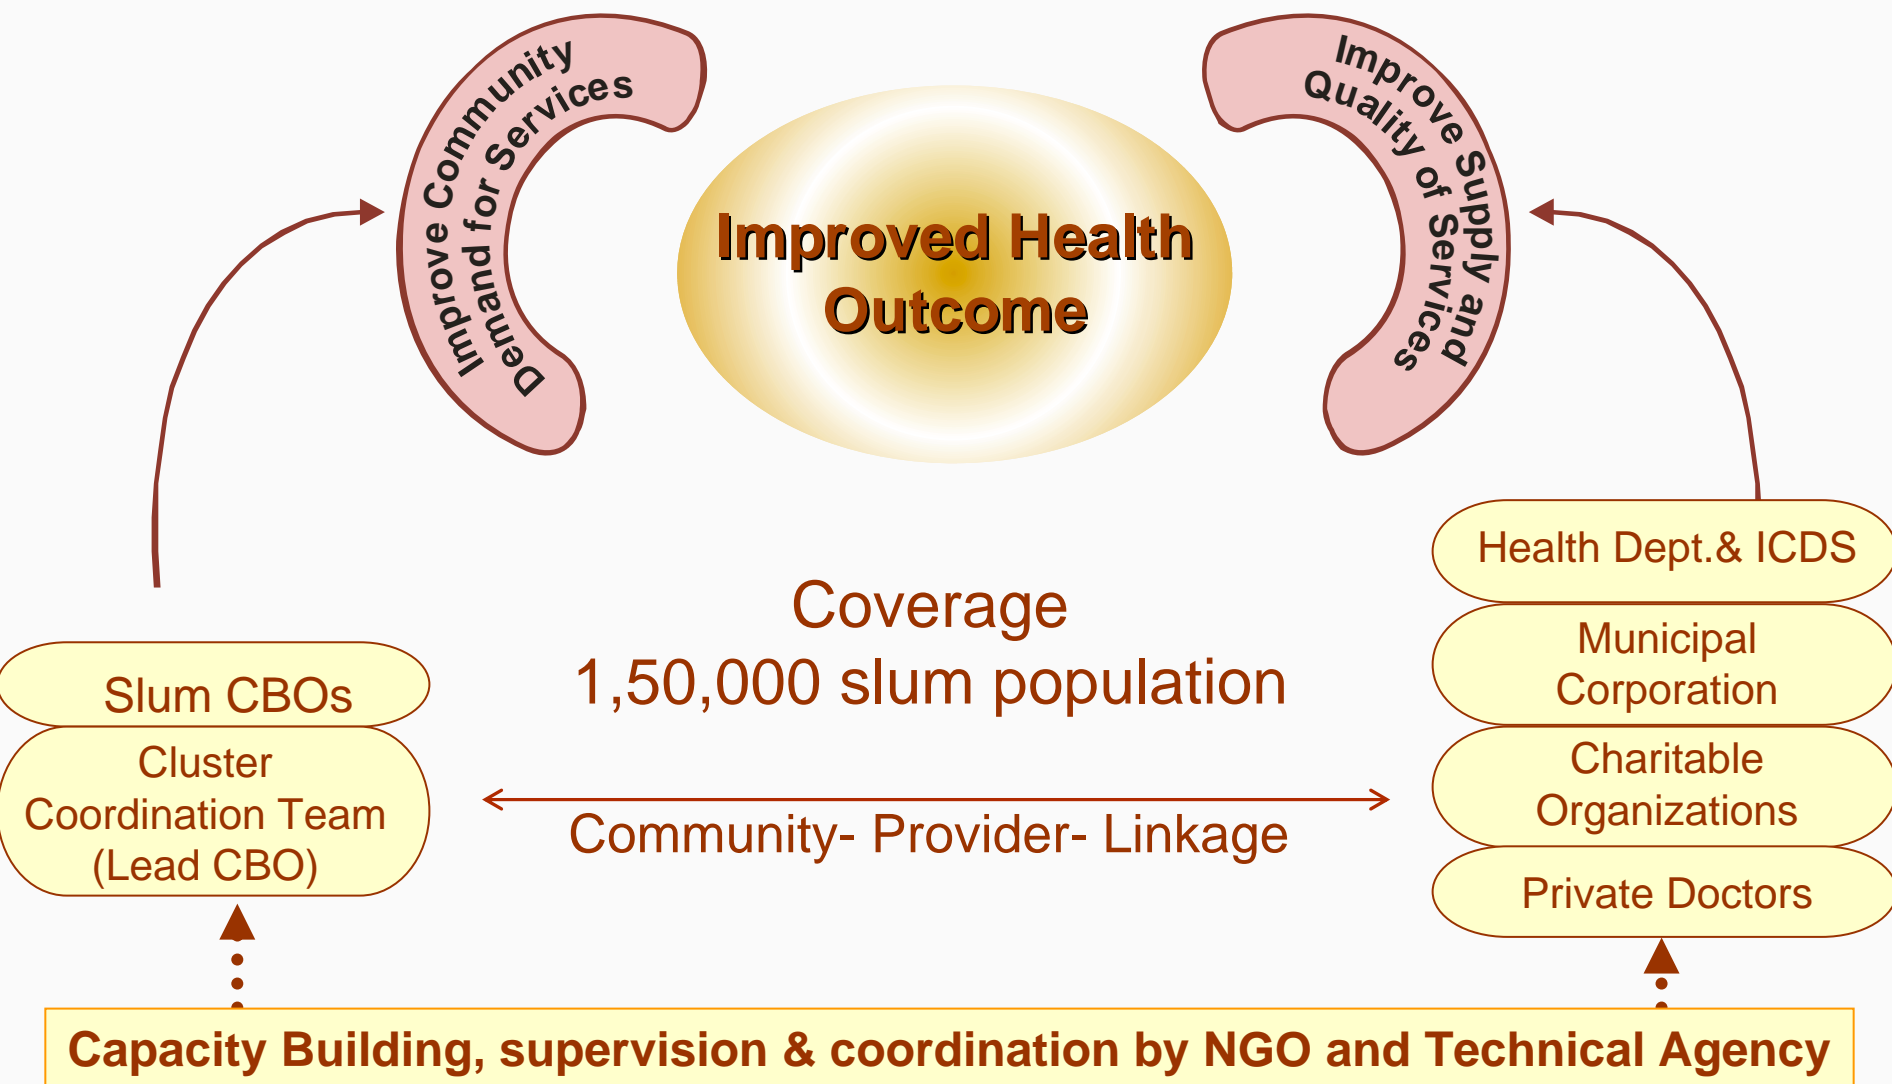 Improve Community
Demand for Services
Improve Supply and
Quality of Services
Improved Health
Outcome
Coverage
1,50,000 slum population
Community- Provider- Linkage
Slum CBOs
Cluster
Coordination Team
(Lead CBO)
Health Dept.& ICDS
Municipal
Corporation
Charitable
Organizations
Private Doctors
Capacity Building, supervision & coordination by NGO and Technical Agency